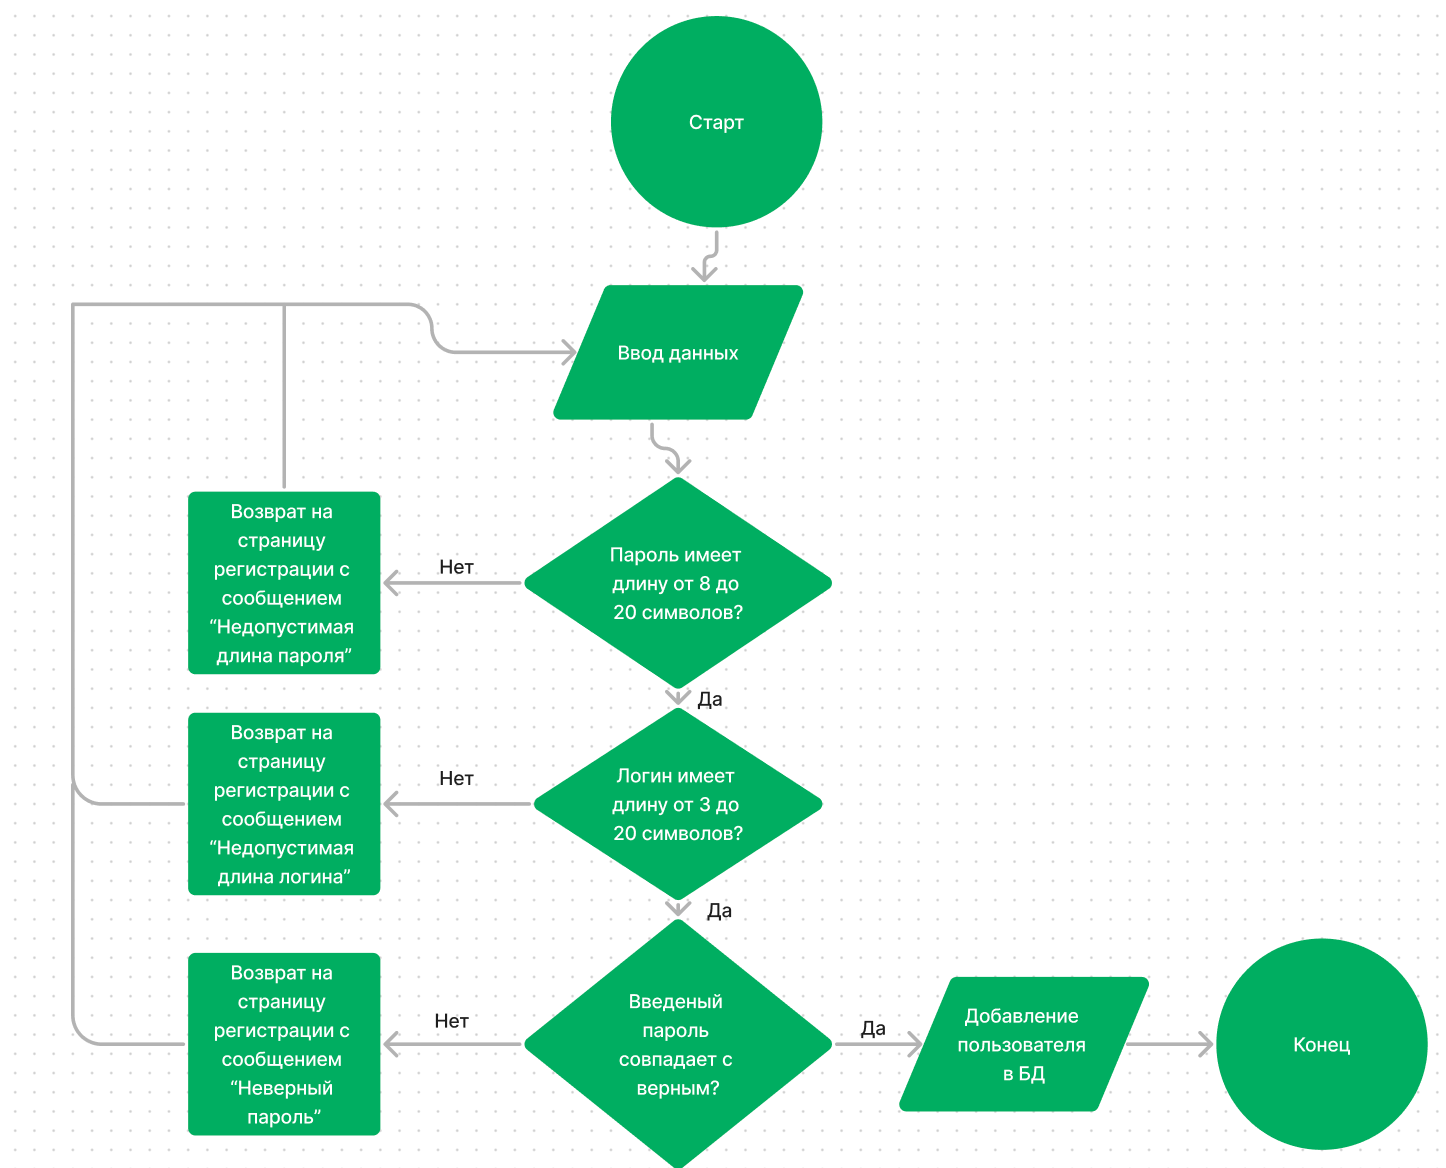 Старт
Ввод данных
Возврат на
страницу
регистрации с
сообщением
“Недопустимая
длина пароля”
Нет
Пароль имеет
длину от 8 до
20 символов?
Да
Возврат на
страницу
регистрации с
сообщением
“Недопустимая
длина логина”
Нет
Логин имеет
длину от 3 до
20 символов?
Да
Возврат на
страницу
регистрации с
сообщением
“Неверный
пароль”
Нет
Введеный
пароль
совпадает с
верным?
Да
Добавление
пользователя
в БД
Конец